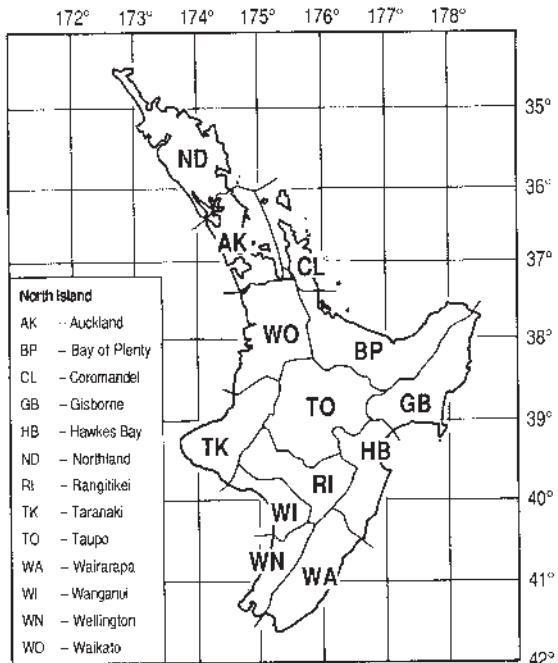 172° 173° 174° 175° 176° 177° 178°
35°
ND
36°
AK
CL
37°
North Island
AK - Auckland
BP – Bay of Plenty
CL – Coromandel
GB – Gisborne
HB – Hawkes Bay
ND – Northland
RI – Rangitikei
TK – Taranaki
TO – Taupo
WA – Wairarapa
WI – Wanganui
WN – Wellington
WO – Waikato
WO
BP
38°
TO
GB
39°
TK
HB
RI
40°
WI
WN
WA
41°
42°